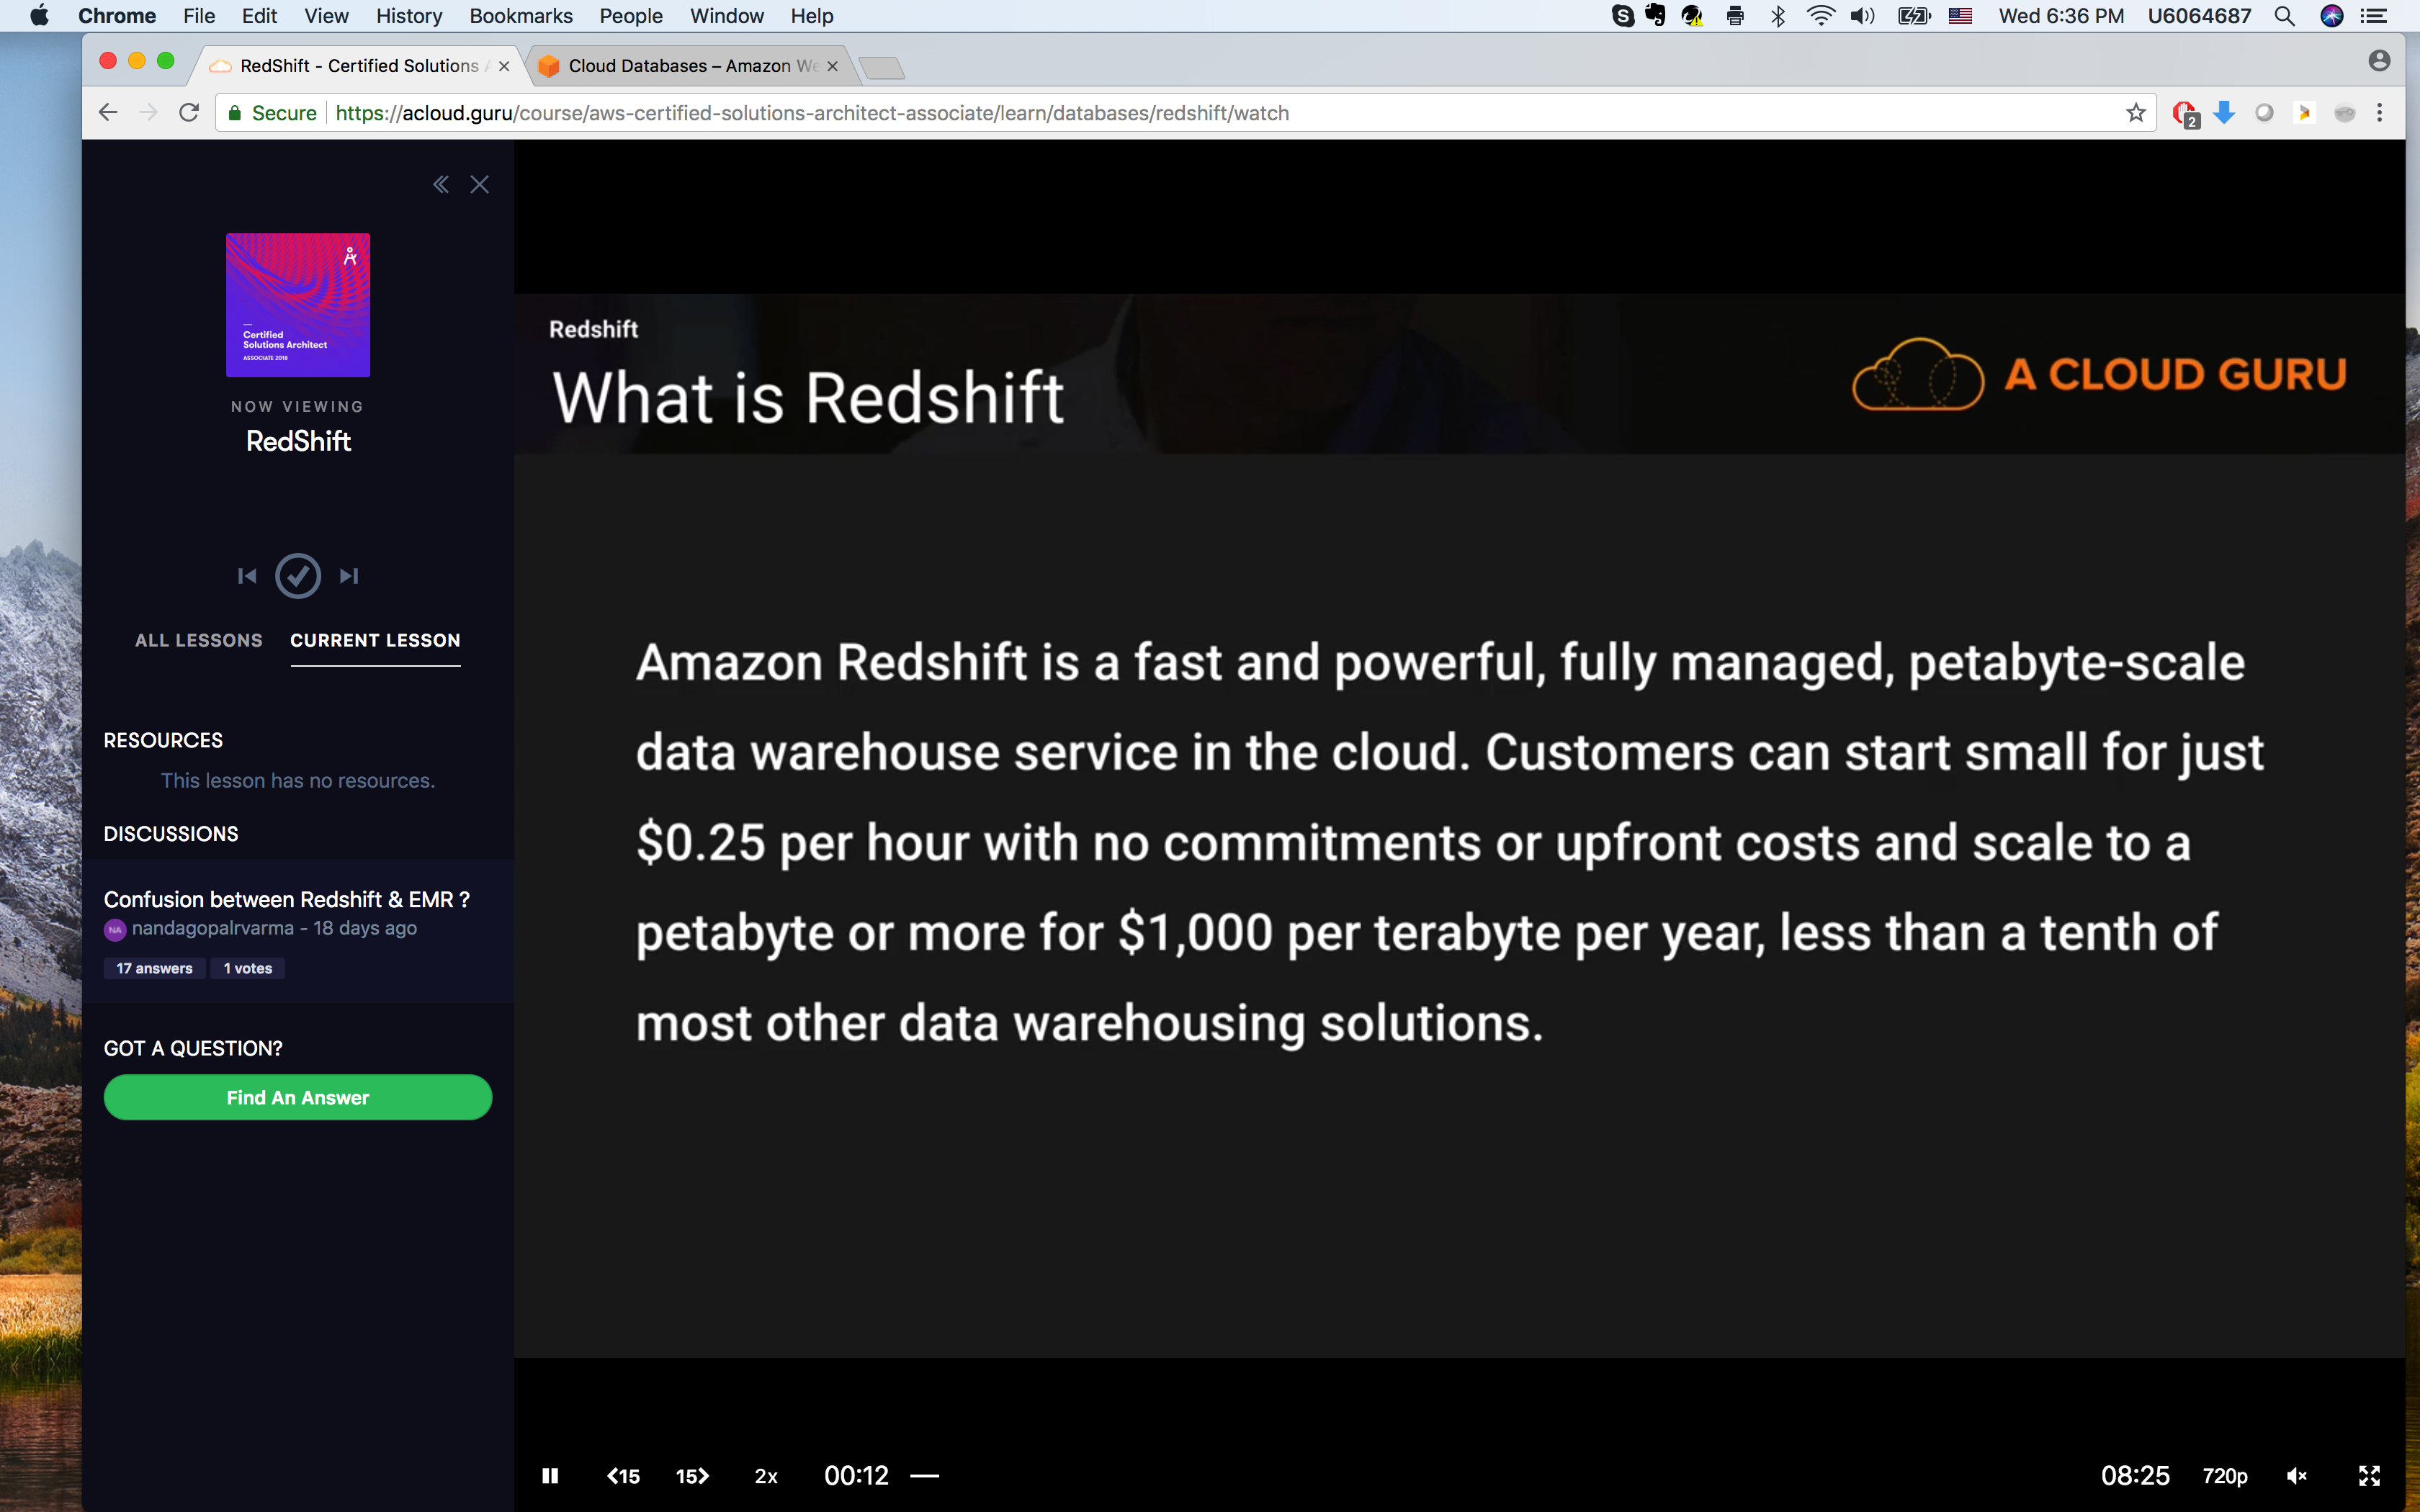 Chrome File Edit View History Bookmarks People Window Help
Wed 6:36 PM U6064687
RedShift - Certified Solutions
Cloud Databases – Amazon We
Secure https://acloud.guru/course/aws-certified-solutions-architect-associate/learn/databases/redshift/watch
2
Certified
Solutions Architect
ASSOCIATE 2018
NOW VIEWING
RedShift
ALL LESSONS CURRENT LESSON
RESOURCES
This lesson has no resources.
DISCUSSIONS
Confusion between Redshift & EMR ?
NA nandagopalrvarma - 18 days ago
17 answers 1 votes
GOT A QUESTION?
Find An Answer
Redshift
What is Redshift
A CLOUD GURU
Amazon Redshift is a fast and powerful, fully managed, petabyte-scale
data warehouse service in the cloud. Customers can start small for just
$0.25 per hour with no commitments or upfront costs and scale to a
petabyte or more for $1,000 per terabyte per year, less than a tenth of
most other data warehousing solutions.
15 15 2x 00:12
08:25 720p